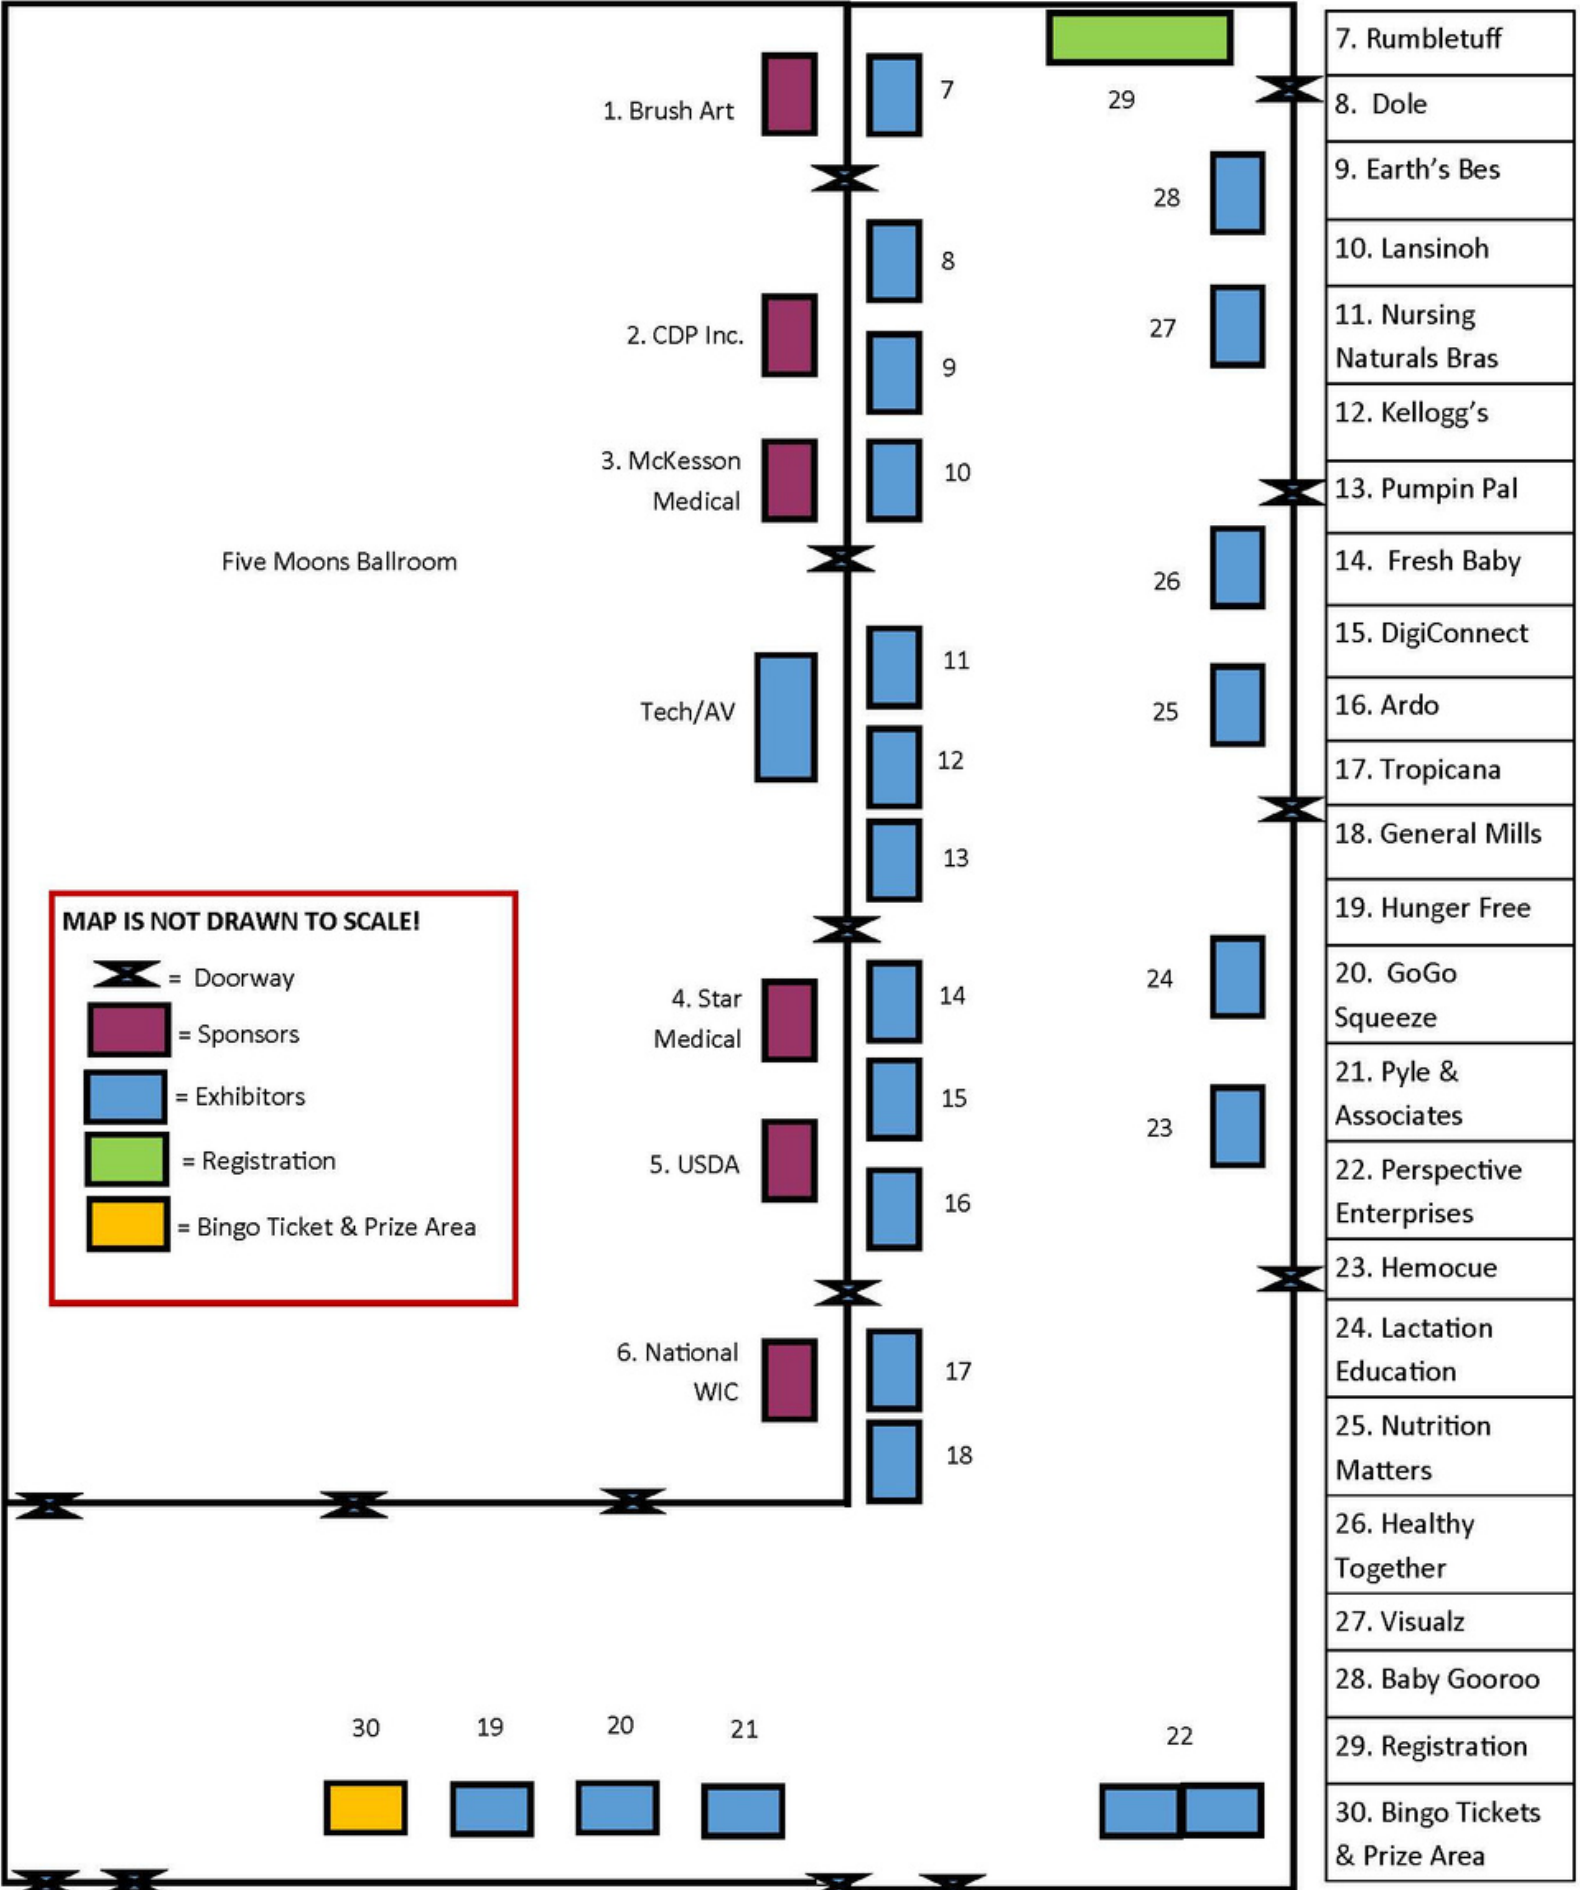 7
29
1. Brush Art
28
8
27
2. CDP Inc.
9
3. McKesson
Medical
10
Five Moons Ballroom
26
11
Tech/AV
25
12
13
MAP IS NOT DRAWN TO SCALE!
= Doorway
= Sponsors
= Exhibitors
= Registration
= Bingo Ticket & Prize Area
4. Star
Medical
14
24
15
23
5. USDA
16
6. National
WIC
17
18
30
19
20
21
22
7. Rumbletuff
8.  Dole
9. Earth’s Bes
10. Lansinoh
11. Nursing
Naturals Bras
12. Kellogg’s
13. Pumpin Pal
14.  Fresh Baby
15. DigiConnect
16. Ardo
17. Tropicana
18. General Mills
19. Hunger Free
20.  GoGo
Squeeze
21. Pyle &
Associates
22. Perspective
Enterprises
23. Hemocue
24. Lactation
Education
25. Nutrition
Matters
26. Healthy
Together
27. Visualz
28. Baby Gooroo
29. Registration
30. Bingo Tickets
& Prize Area